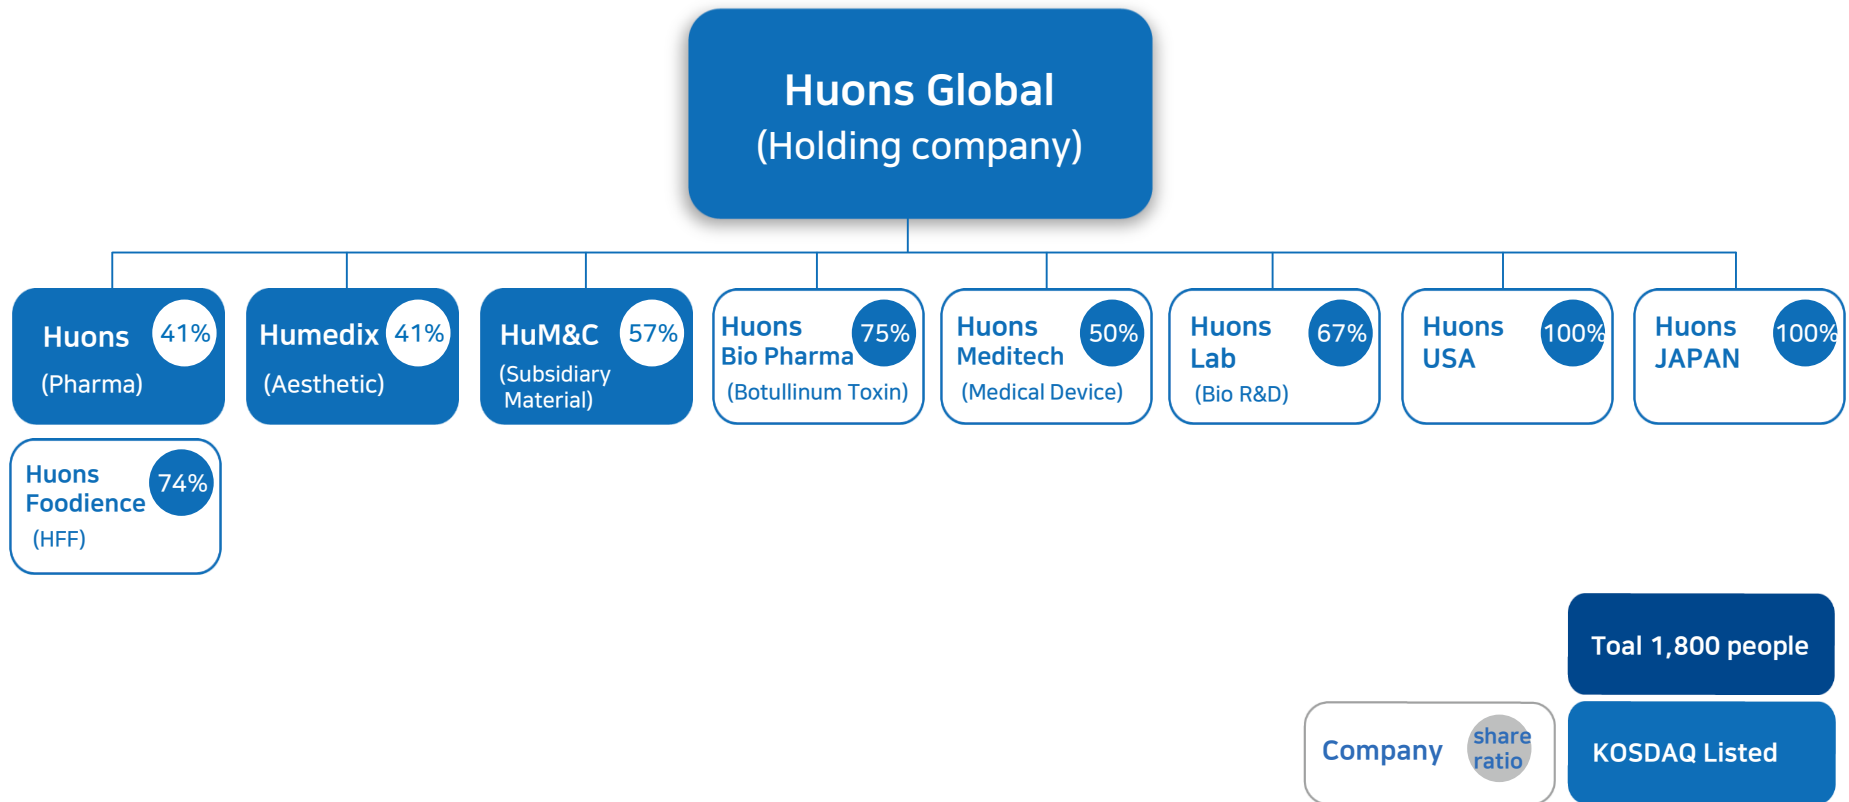 Huons Global
(Holding company)
Huons
41%
(Pharma)
Humedix
41%
(Aesthetic)
HuM&C
57%
(Subsidiary
Material)
Huons
Bio Pharma
75%
(Botullinum Toxin)
Huons
Meditech
50%
(Medical Device)
Huons
Lab
67%
(Bio R&D)
Huons
USA
100%
Huons
JAPAN
100%
Huons
Foodience
74%
(HFF)
Toal 1,800 people
Company
share
ratio
KOSDAQ Listed